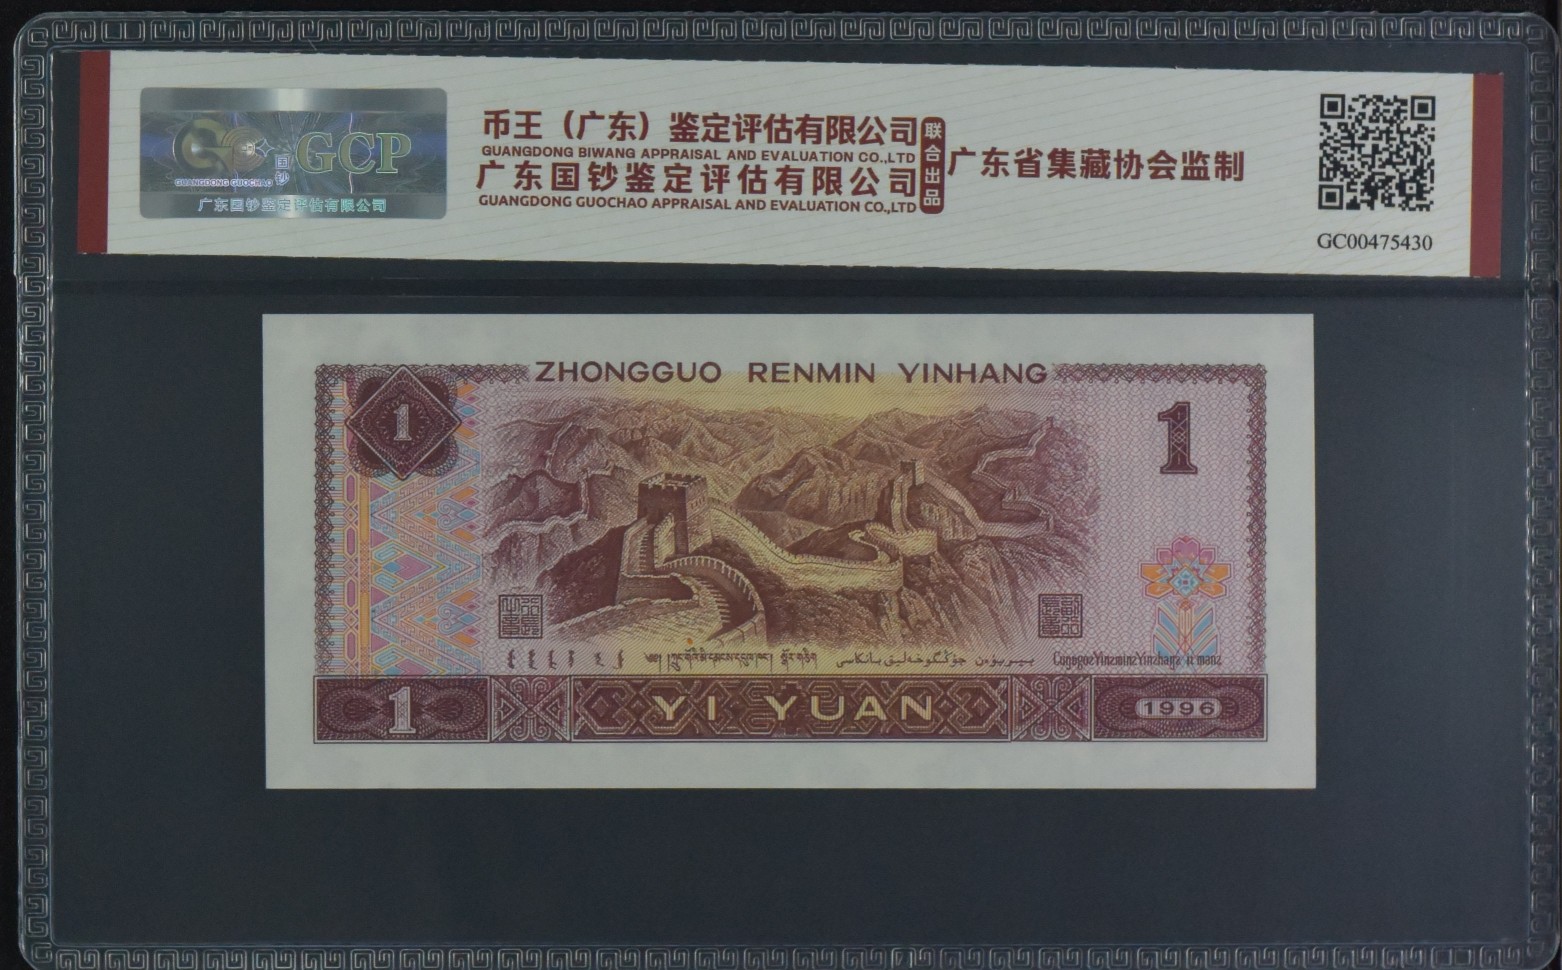 GCP
国钞
GUANGDONG GUOCHAO
广东国钞鉴定评估有限公司
币王（广东）鉴定评估有限公司
GUANGDONG BIWANG APPRAISAL AND EVALUATION CO.,LTD
广东国钞鉴定评估有限公司
GUANGDONG GUOCHAO APPRAISAL AND EVALUATION CO.,LTD
联合出品
广东省集藏协会监制
GC00475430
ZHONGGUO RENMIN YINHANG
1
1
1
YI YUAN
1996